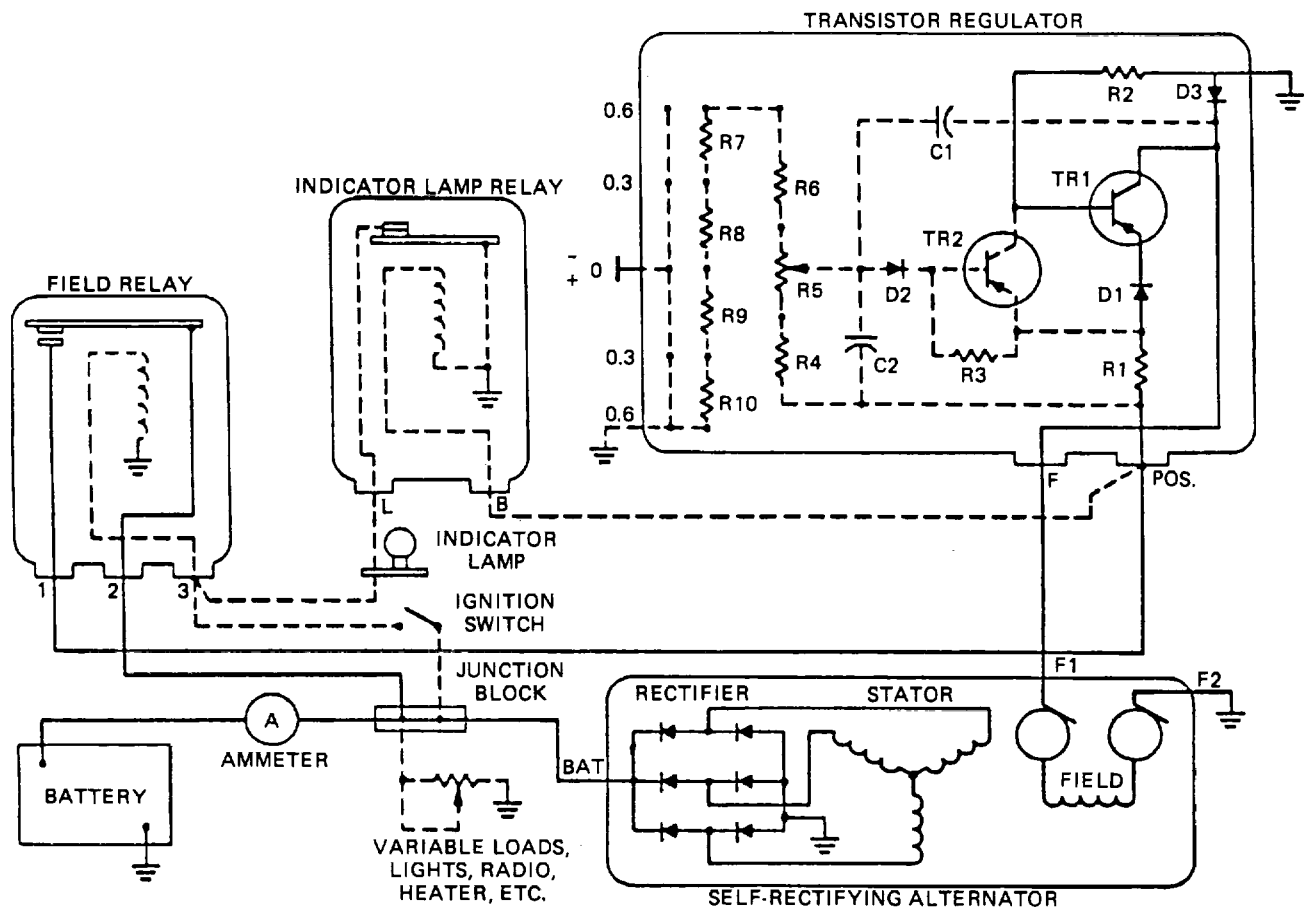 TRANSISTOR REGULATOR
R2
D3
0.6
R7
C1
TR1
0.3
R6
INDICATOR LAMP RELAY
R8
TR2
-
+ 0
R5
D2
D1
FIELD RELAY
R9
0.3
R4
C2
R3
R1
R10
0.6
L
B
F
POS.
INDICATOR
LAMP
1
2
3
IGNITION
SWITCH
F1
JUNCTION
BLOCK
RECTIFIER
STATOR
F2
A
AMMETER
BAT
FIELD
BATTERY
VARIABLE LOADS,
LIGHTS, RADIO,
HEATER, ETC.
SELF-RECTIFYING ALTERNATOR